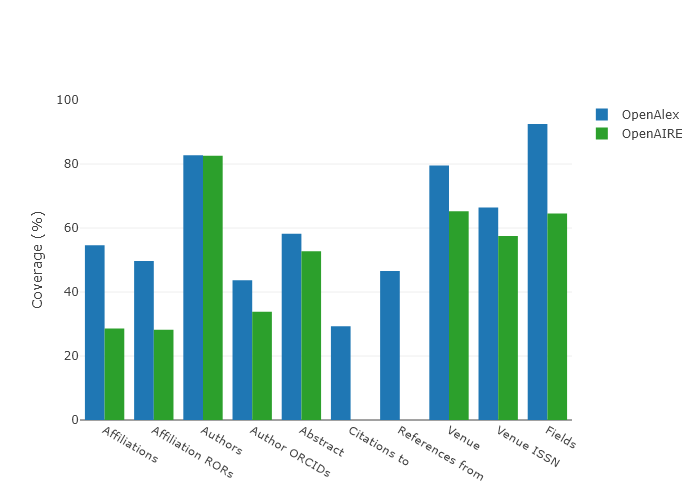 100
80
60
40
20
0
Coverage (%)
Affiliations
Affiliation RORs
Authors
Author ORCIDs
Abstract
Citations to
References from
Venue
Venue ISSN
Fields
OpenAlex
OpenAIRE